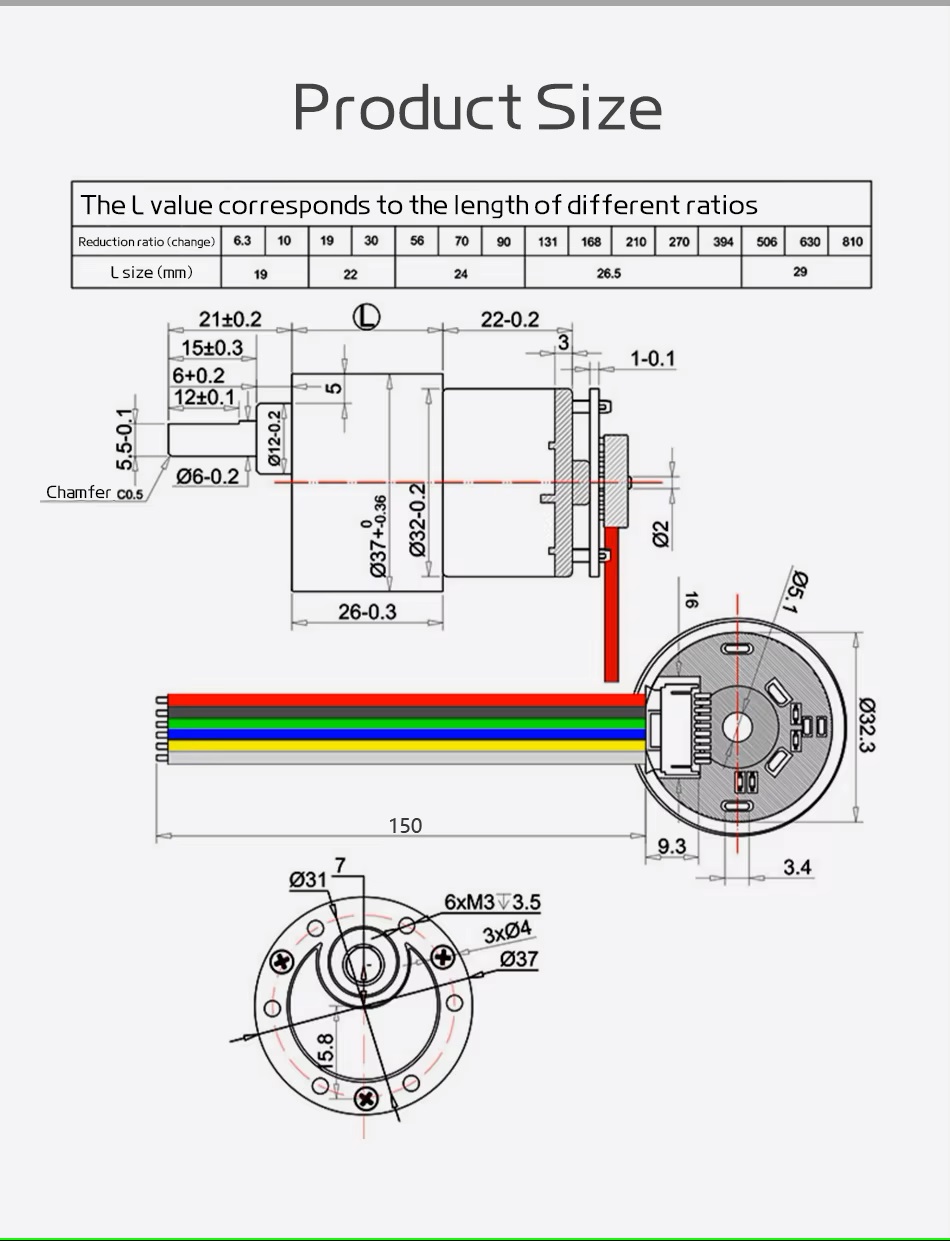 Product Size
The L value corresponds to the length of different ratios
Reduction ratio (change) 6.3 10 19 30 56 70 90 131 168 210 270 394 506 630 810
L size (mm) 19 22 24 26.5 29
21±0.2 L 22-0.2
3
15±0.3 1-0.1
6+0.2 5
12±0.1
5.5-0.1 Ø12-0.2
Ø6-0.2
Chamfer C0.5
Ø37+0-0.36 Ø32-0.2 Ø2
26-0.3 16 Ø5.1
Ø32.3
150
9.3
3.4
7
Ø31
6xM3↧3.5
3xØ4
Ø37
15.8